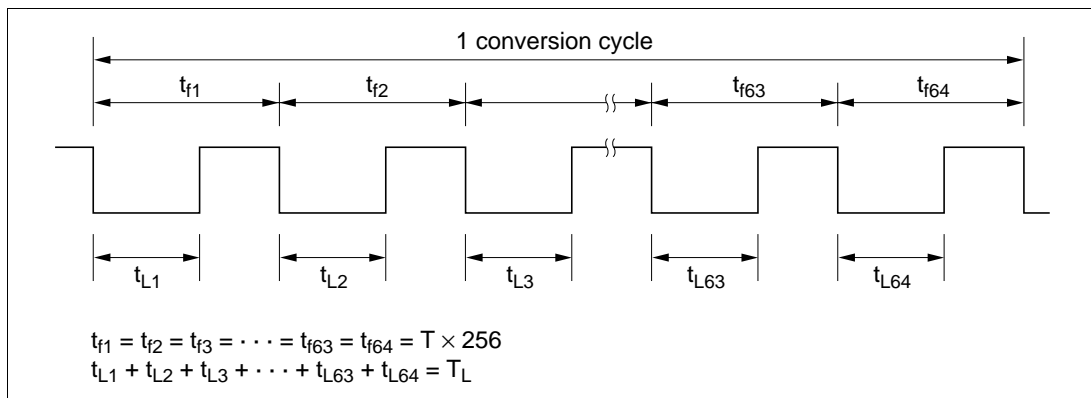 1 conversion cycle
tf1 tf2 tf63 tf64
tL1 tL2 tL3 tL63 tL64
tf1 = tf2 = tf3 = · · · = tf63 = tf64 = T × 256
tL1 + tL2 + tL3 + · · · + tL63 + tL64 = TL